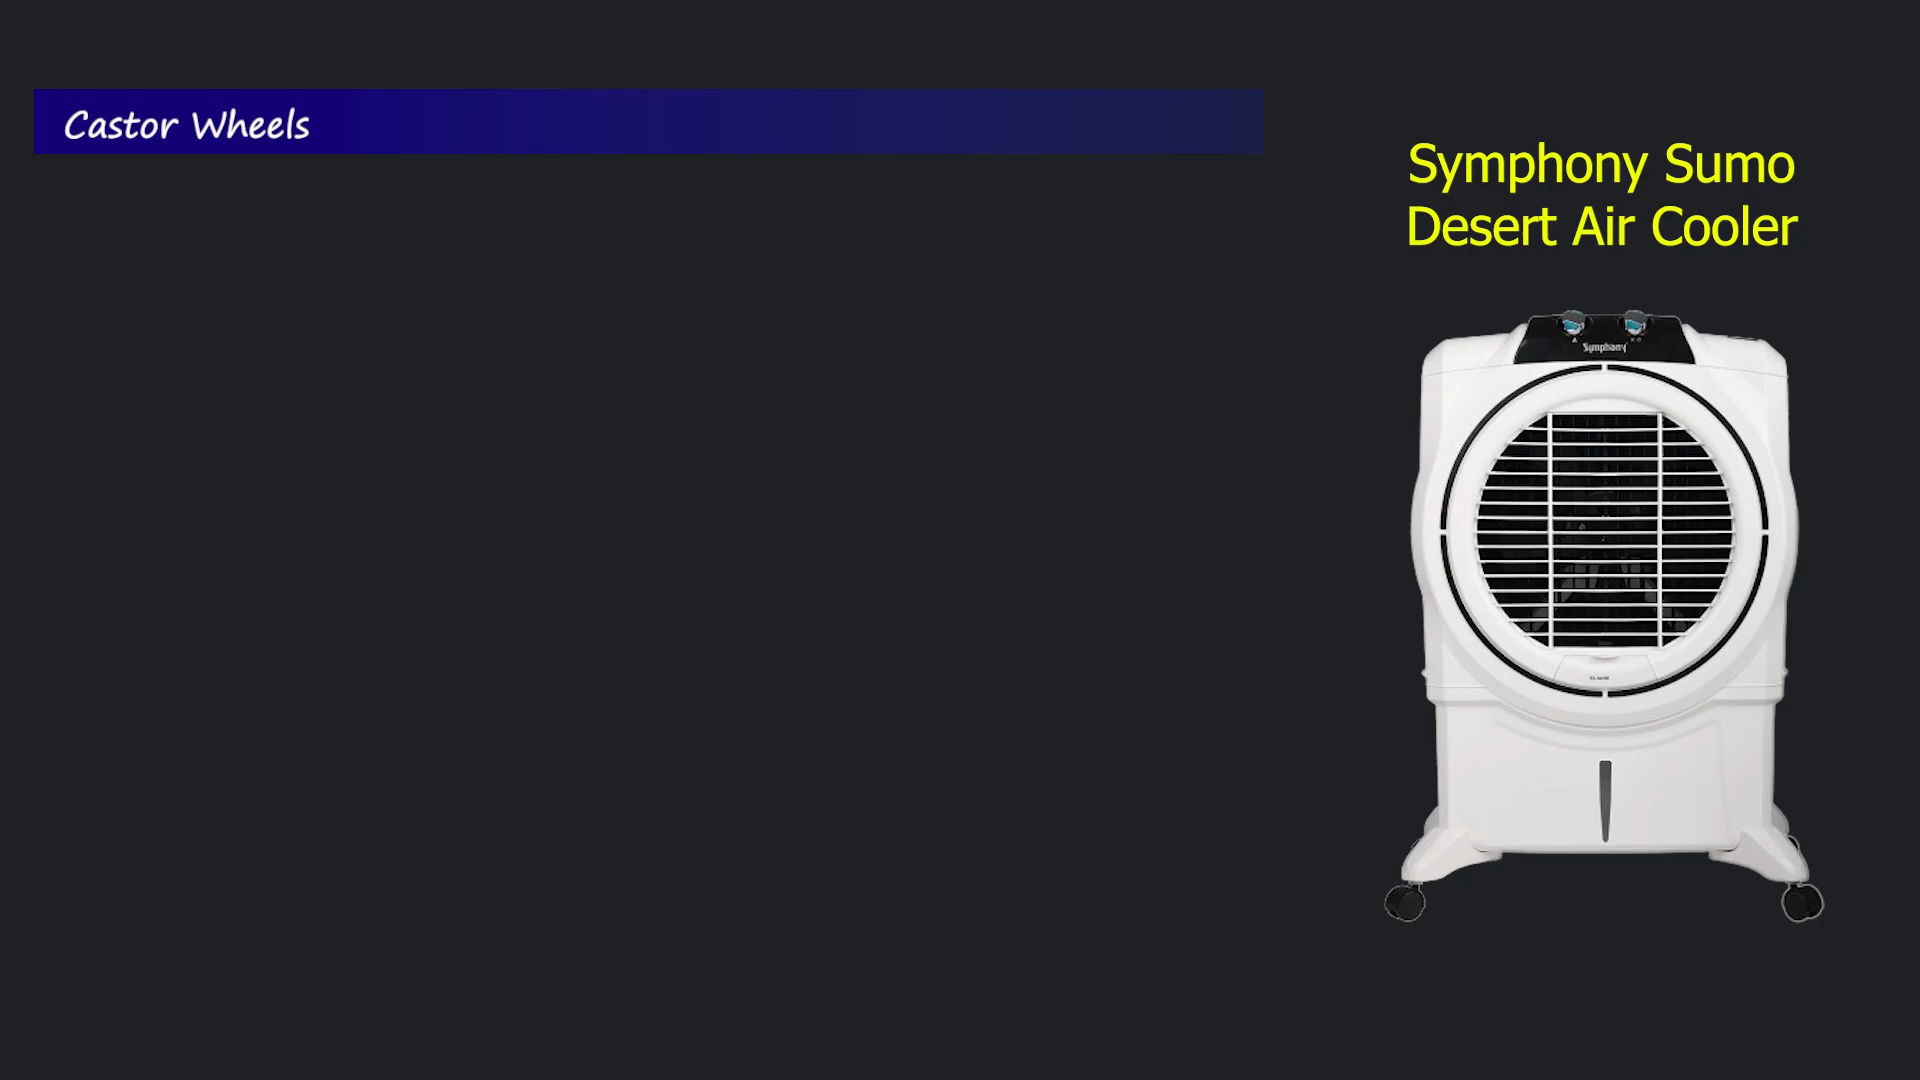 Castor Wheels
Symphony Sumo
Desert Air Cooler
Symphony